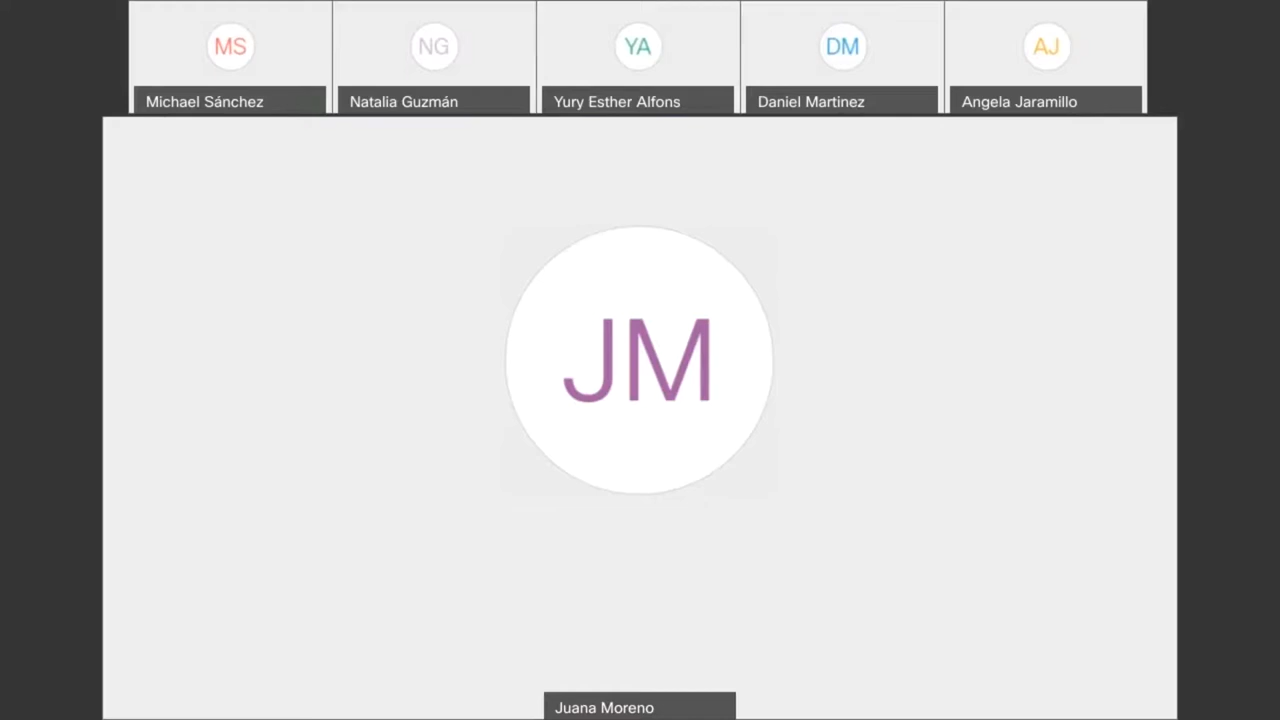 MS
NG
YA
DM
AJ
Michael Sánchez
Natalia Guzmán
Yury Esther Alfons
Daniel Martinez
Angela Jaramillo
JM
Juana Moreno